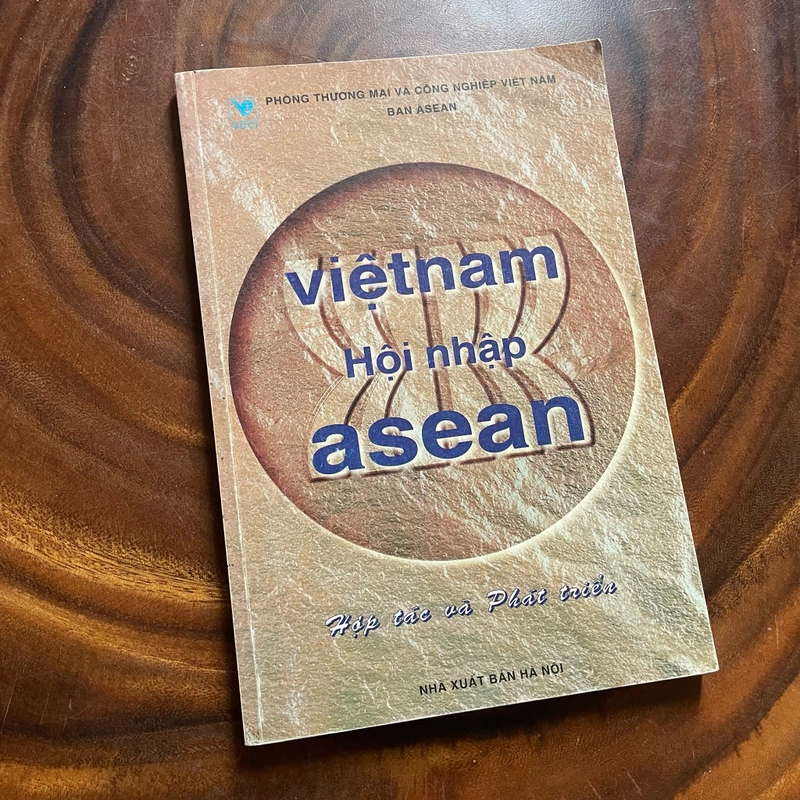 VCCI
PHÒNG THƯƠNG MẠI VÀ CÔNG NGHIỆP VIỆT NAM
BAN ASEAN
việtnam
Hội nhập
asean
Hợp tác và Phát triển
NHÀ XUẤT BẢN HÀ NỘI